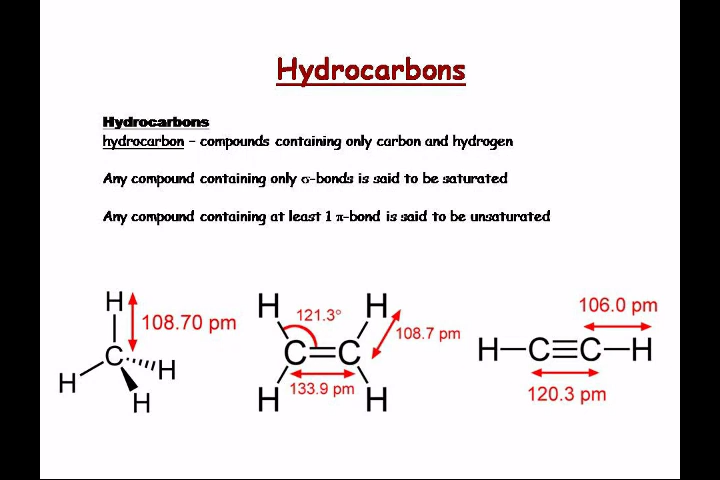 Hydrocarbons
Hydrocarbons
hydrocarbon – compounds containing only carbon and hydrogen
Any compound containing only σ-bonds is said to be saturated
Any compound containing at least 1 π-bond is said to be unsaturated
H
108.70 pm
C
H
H
H
H
H
121.3°
108.7 pm
C=C
133.9 pm
H
H
106.0 pm
H–C≡C–H
120.3 pm